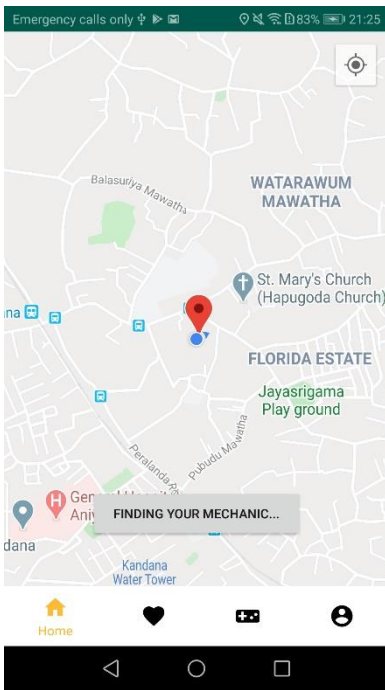 Emergency calls only
83%
21:25
Balasuriya Mawatha
WATARAWUM
MAWATHA
St. Mary's Church
(Hapugoda Church)
na
FLORIDA ESTATE
Jayasrigama
Play ground
Pubudu Mawatha
Peralanda
H
FINDING YOUR MECHANIC...
dana
Kandana
Water Tower
Home